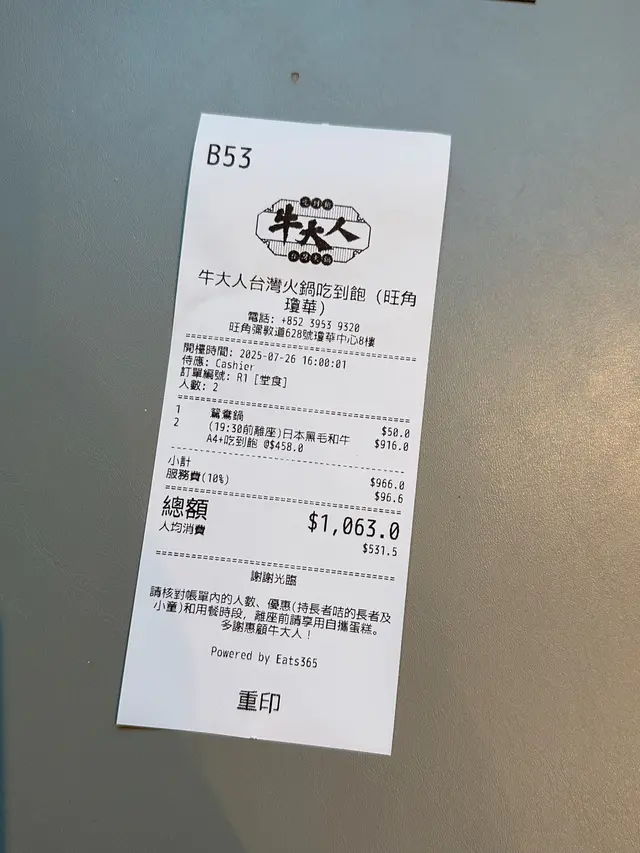 B53
牛大人
牛大人台灣火鍋吃到飽 (旺角
瓊華)
電話: +852 3953 9320
旺角彌敦道628號瓊華中心8樓
開檯時間: 2025-07-26 16:00:01
侍應: Cashier
訂單編號: R1 [堂食]
人數: 2
1 鴛鴦鍋 $50.0
2 (19:30前離座)日本黑毛和牛 $916.0
A4+吃到飽 @$458.0
小計 $966.0
服務費(10%) $96.6
總額 $1,063.0
人均消費 $531.5
謝謝光臨
請核對帳單內的人數、優惠(持長者咭的長者及
小童)和用餐時段, 離座前請享用自攜蛋糕。
多謝惠顧牛大人!
Powered by Eats365
重印